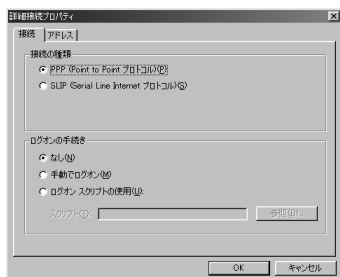 詳細接続プロパティ
接続 アドレス
接続の種類
PPP (Point to Point プロトコル)(P)
SLIP (Serial Line Internet プロトコル)(S)
ログオンの手続き
なし(N)
手動でログオン(M)
ログオン スクリプトの使用(U):
スクリプト(T):
参照(B)...
OK キャンセル